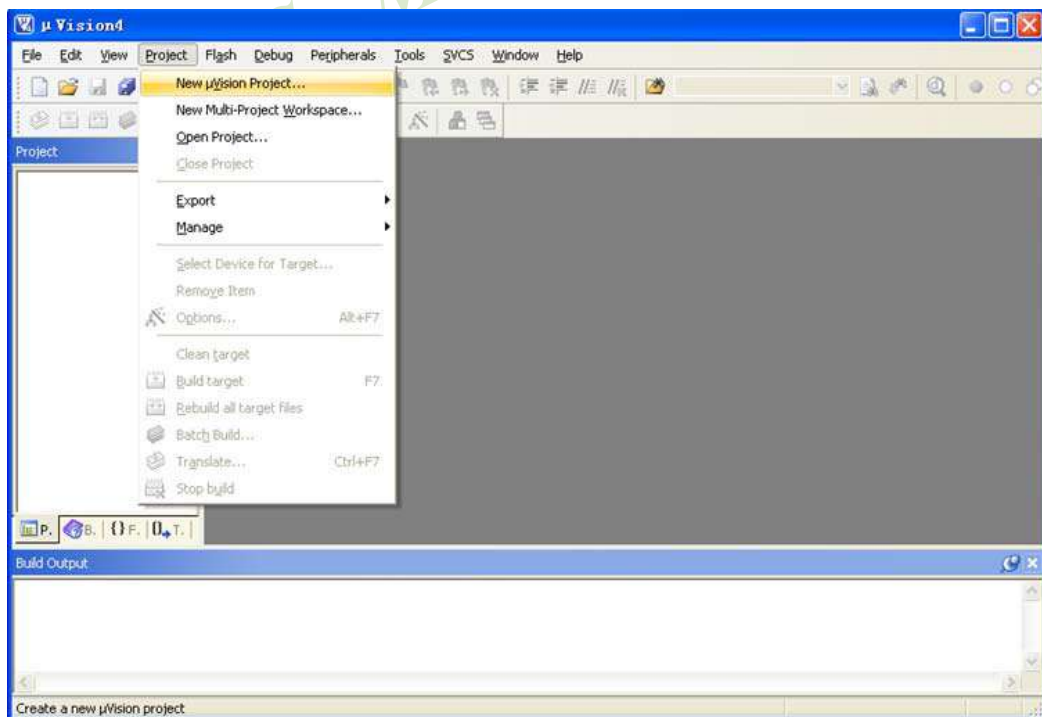 µ Vision4
File Edit View Project Flash Debug Peripherals Tools SVCS Window Help
New µVision Project...
New Multi-Project Workspace...
Open Project...
Close Project
Export
Manage
Select Device for Target...
Remove Item
Options... Alt+F7
Clean target
Build target F7
Rebuild all target files
Batch Build...
Translate... Ctrl+F7
Stop build
Project
P. B. {} F. T.
Build Output
Create a new µVision project